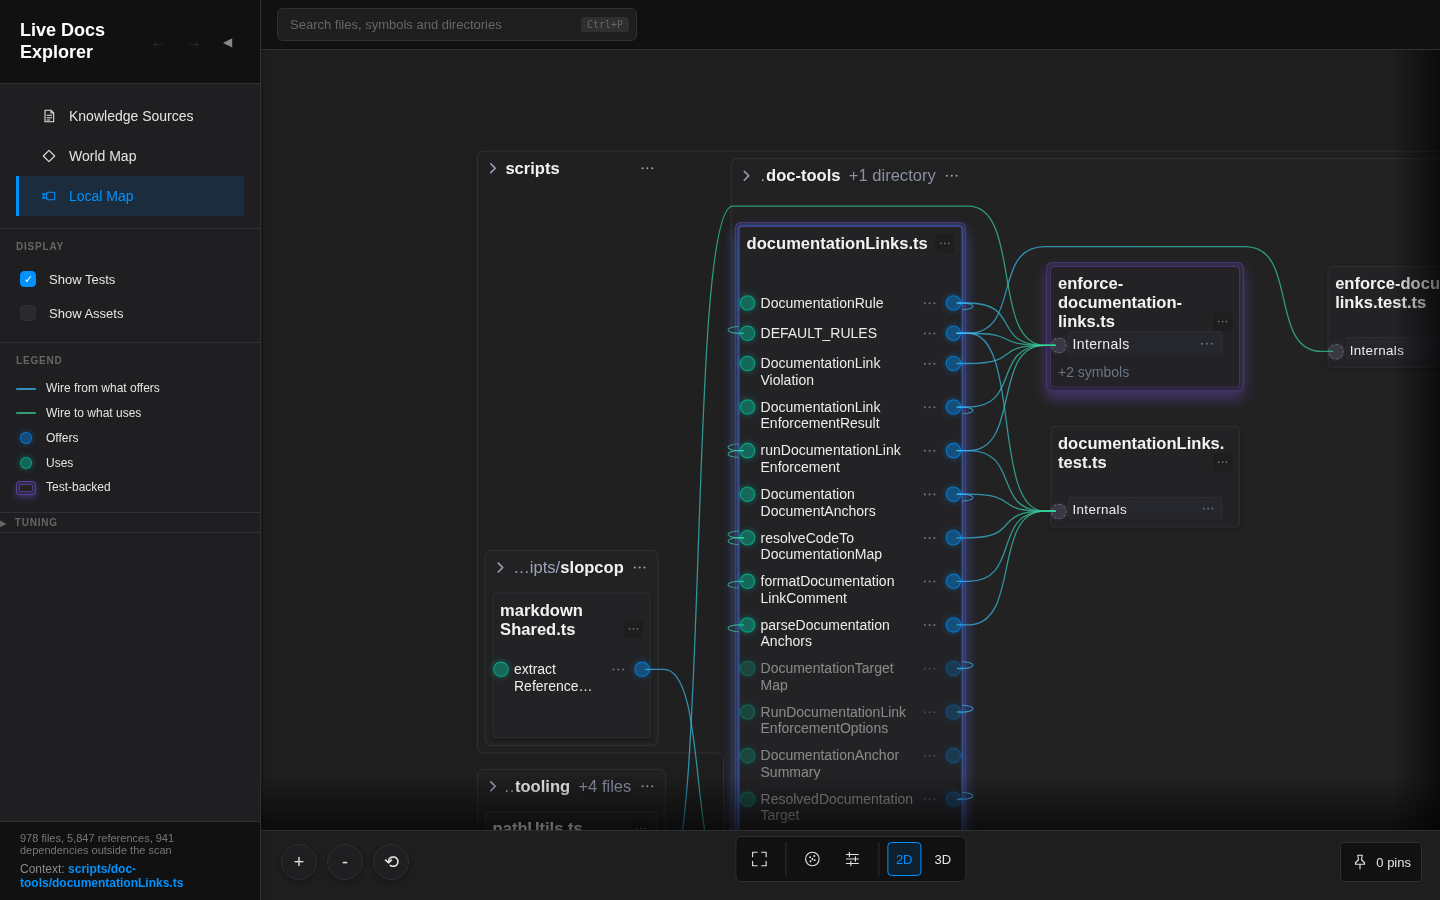 Live Docs
Explorer
Search files, symbols and directories
Ctrl+P
Knowledge Sources
World Map
Local Map
DISPLAY
Show Tests
Show Assets
LEGEND
Wire from what offers
Wire to what uses
Offers
Uses
Test-backed
TUNING
978 files, 5,847 references, 941
dependencies outside the scan
Context: scripts/doc-
tools/documentationLinks.ts
scripts
.doc-tools +1 directory
documentationLinks.ts
DocumentationRule
DEFAULT_RULES
DocumentationLink
Violation
DocumentationLink
EnforcementResult
runDocumentationLink
Enforcement
Documentation
DocumentAnchors
resolveCodeTo
DocumentationMap
formatDocumentation
LinkComment
parseDocumentation
Anchors
DocumentationTarget
Map
RunDocumentationLink
EnforcementOptions
DocumentationAnchor
Summary
ResolvedDocumentation
Target
enforce-
documentation-
links.ts
Internals
+2 symbols
documentationLinks.
test.ts
Internals
enforce-docu
links.test.ts
Internals
…ipts/slopcop
markdown
Shared.ts
extract
Reference…
..tooling +4 files
pathUtils.ts
+
-
2D
3D
0 pins